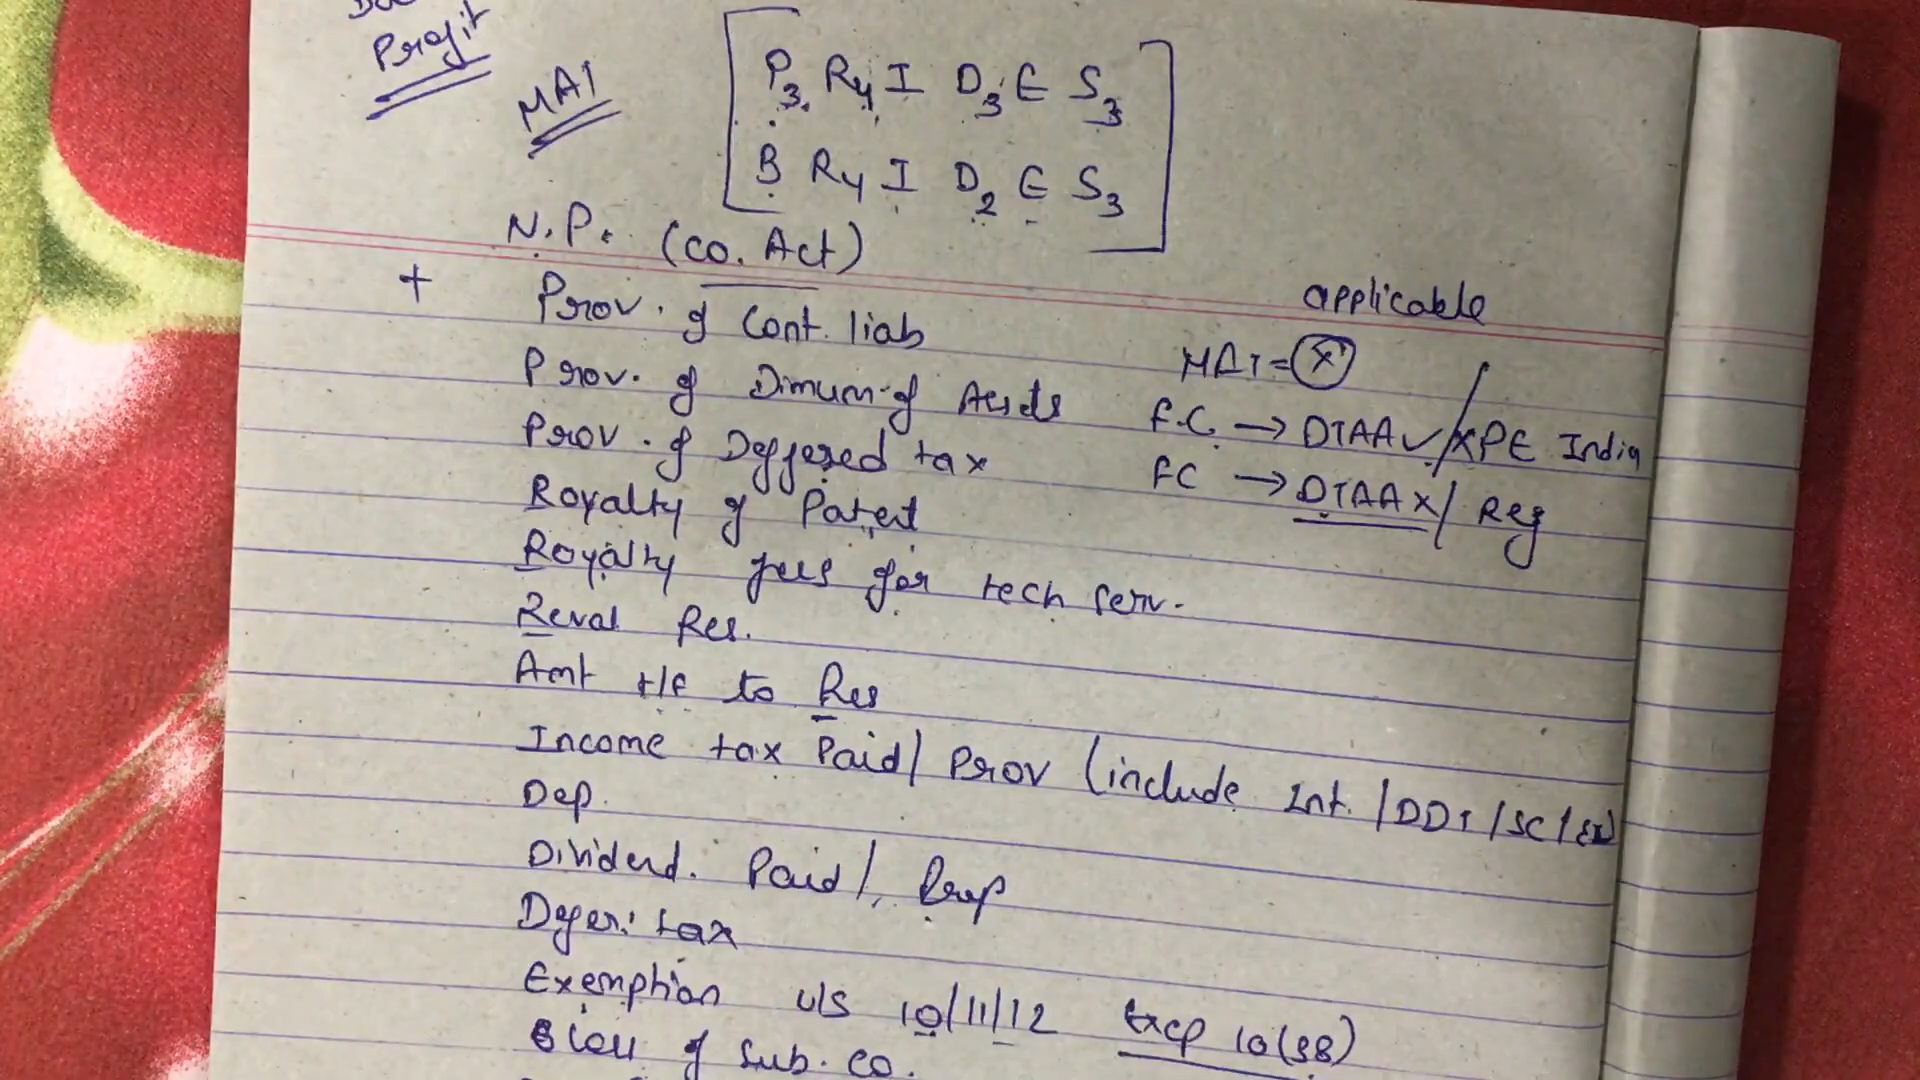 Profit
MAT
P3 R4 I D3 E S3
B R4 I D2 E S3
N.P. (co. Act)
+ Prov. of Cont. liab
applicable
MAT = X
Prov. of Dimum. of Assets
F.C. → DTAA ✓ / X PE India
Prov. of Deffered tax
FC → DTAA X / Reg
Royalty of Patent
Royalty fees for tech serv.
Reval Res.
Amt t/f to Res
Income tax Paid / Prov (include Int. / DDT / SC /
Dep.
Dividend. Paid / Prop
Defer. tax
Exemption u/s 10/11/12 Excp 10(38)
loss of Sub. co.